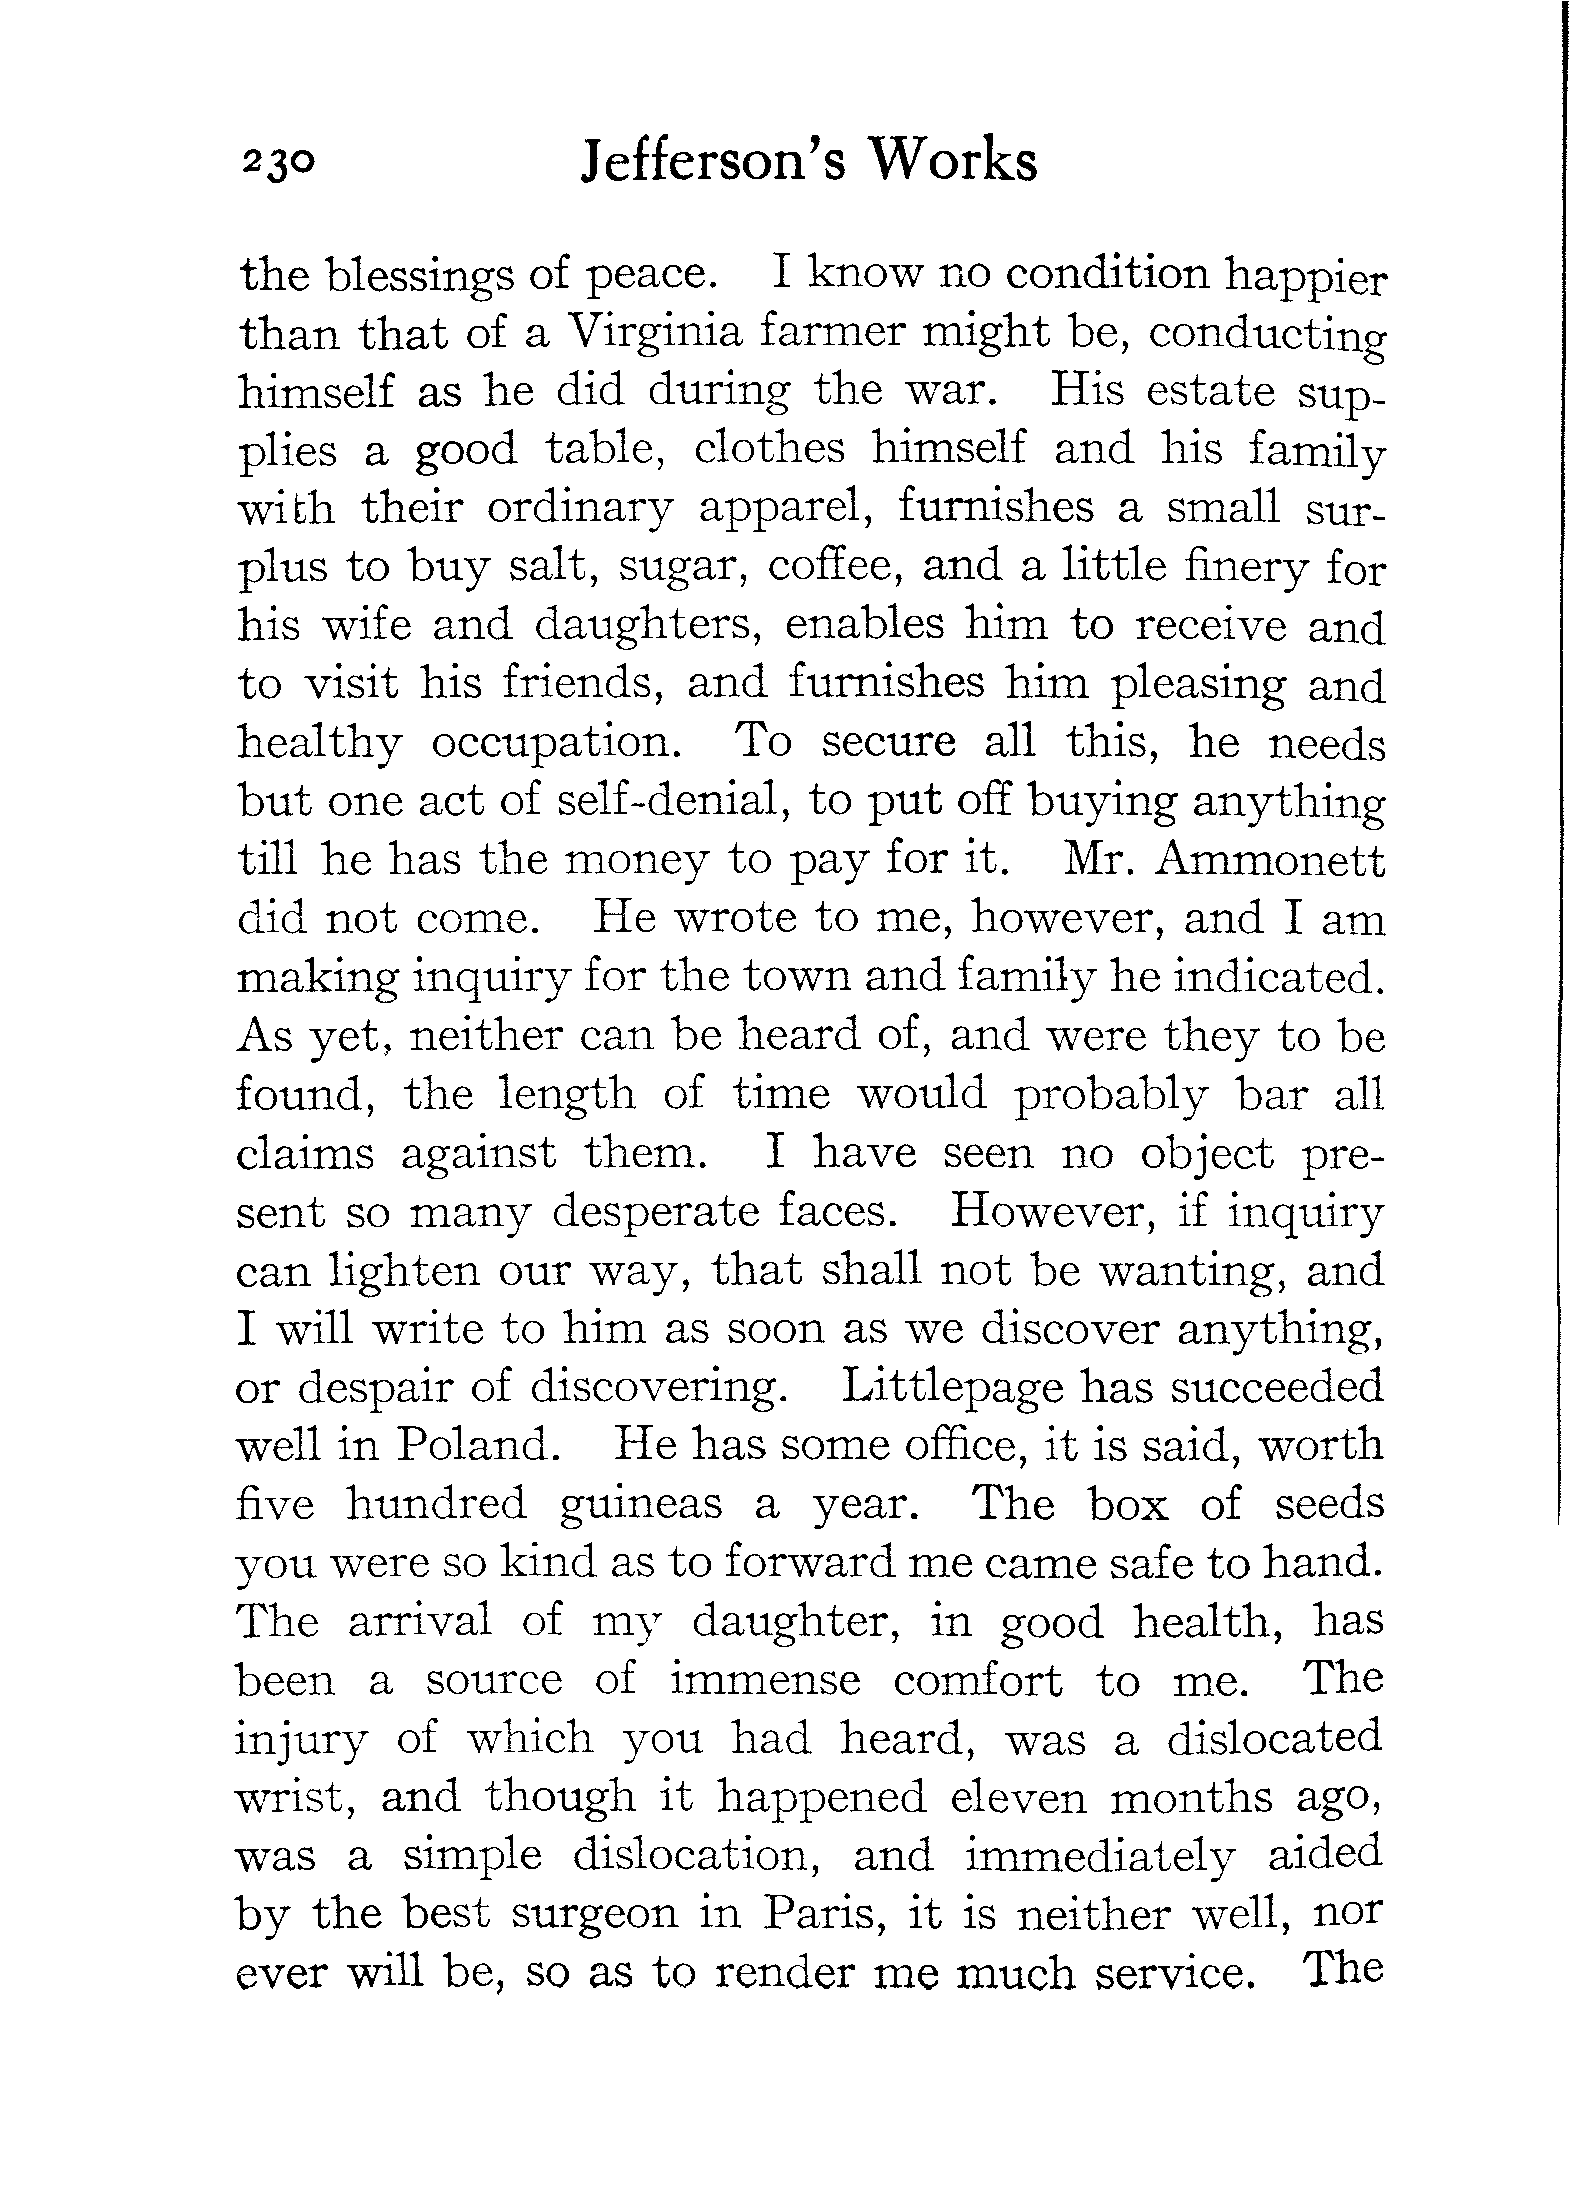 230 Jefferson's Works
the blessings of peace. I know no condition happier
than that of a Virginia farmer might be, conducting
himself as he did during the war. His estate sup-
plies a good table, clothes himself and his family
with their ordinary apparel, furnishes a small sur-
plus to buy salt, sugar, coffee, and a little finery for
his wife and daughters, enables him to receive and
to visit his friends, and furnishes him pleasing and
healthy occupation. To secure all this, he needs
but one act of self-denial, to put off buying anything
till he has the money to pay for it. Mr. Ammonett
did not come. He wrote to me, however, and I am
making inquiry for the town and family he indicated.
As yet, neither can be heard of, and were they to be
found, the length of time would probably bar all
claims against them. I have seen no object pre-
sent so many desperate faces. However, if inquiry
can lighten our way, that shall not be wanting, and
I will write to him as soon as we discover anything,
or despair of discovering. Littlepage has succeeded
well in Poland. He has some office, it is said, worth
five hundred guineas a year. The box of seeds
you were so kind as to forward me came safe to hand.
The arrival of my daughter, in good health, has
been a source of immense comfort to me. The
injury of which you had heard, was a dislocated
wrist, and though it happened eleven months ago,
was a simple dislocation, and immediately aided
by the best surgeon in Paris, it is neither well, nor
ever will be, so as to render me much service. The